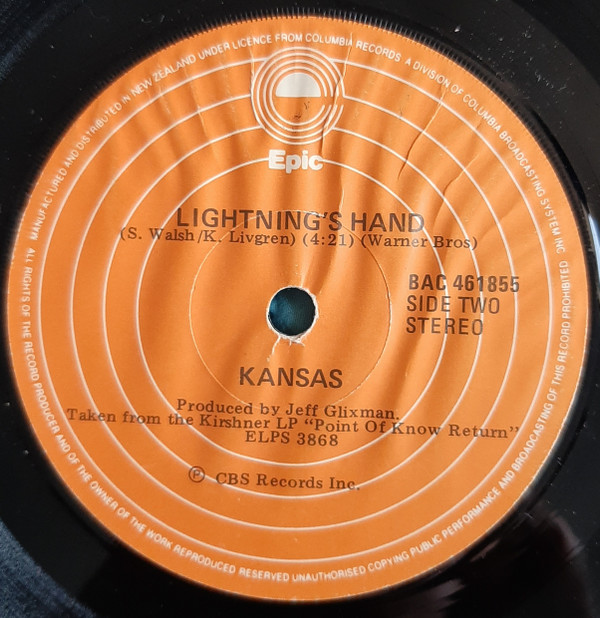 MANUFACTURED AND DISTRIBUTED IN NEW ZEALAND UNDER LICENCE FROM COLUMBIA RECORDS A DIVISION OF COLUMBIA BROADCASTING SYSTEM INC
Epic
LIGHTNING'S HAND
(S. Walsh/K. Livgren) (4:21) (Warner Bros)
BAC 461855
SIDE TWO
STEREO
KANSAS
Produced by Jeff Glixman.
Taken from the Kirshner LP "Point Of Know Return"
ELPS 3868
℗ CBS Records Inc.
ALL RIGHTS OF THE RECORD PRODUCER AND OF THE OWNER OF THE WORK REPRODUCED RESERVED UNAUTHORISED COPYING PUBLIC PERFORMANCE AND BROADCASTING OF THIS RECORD PROHIBITED